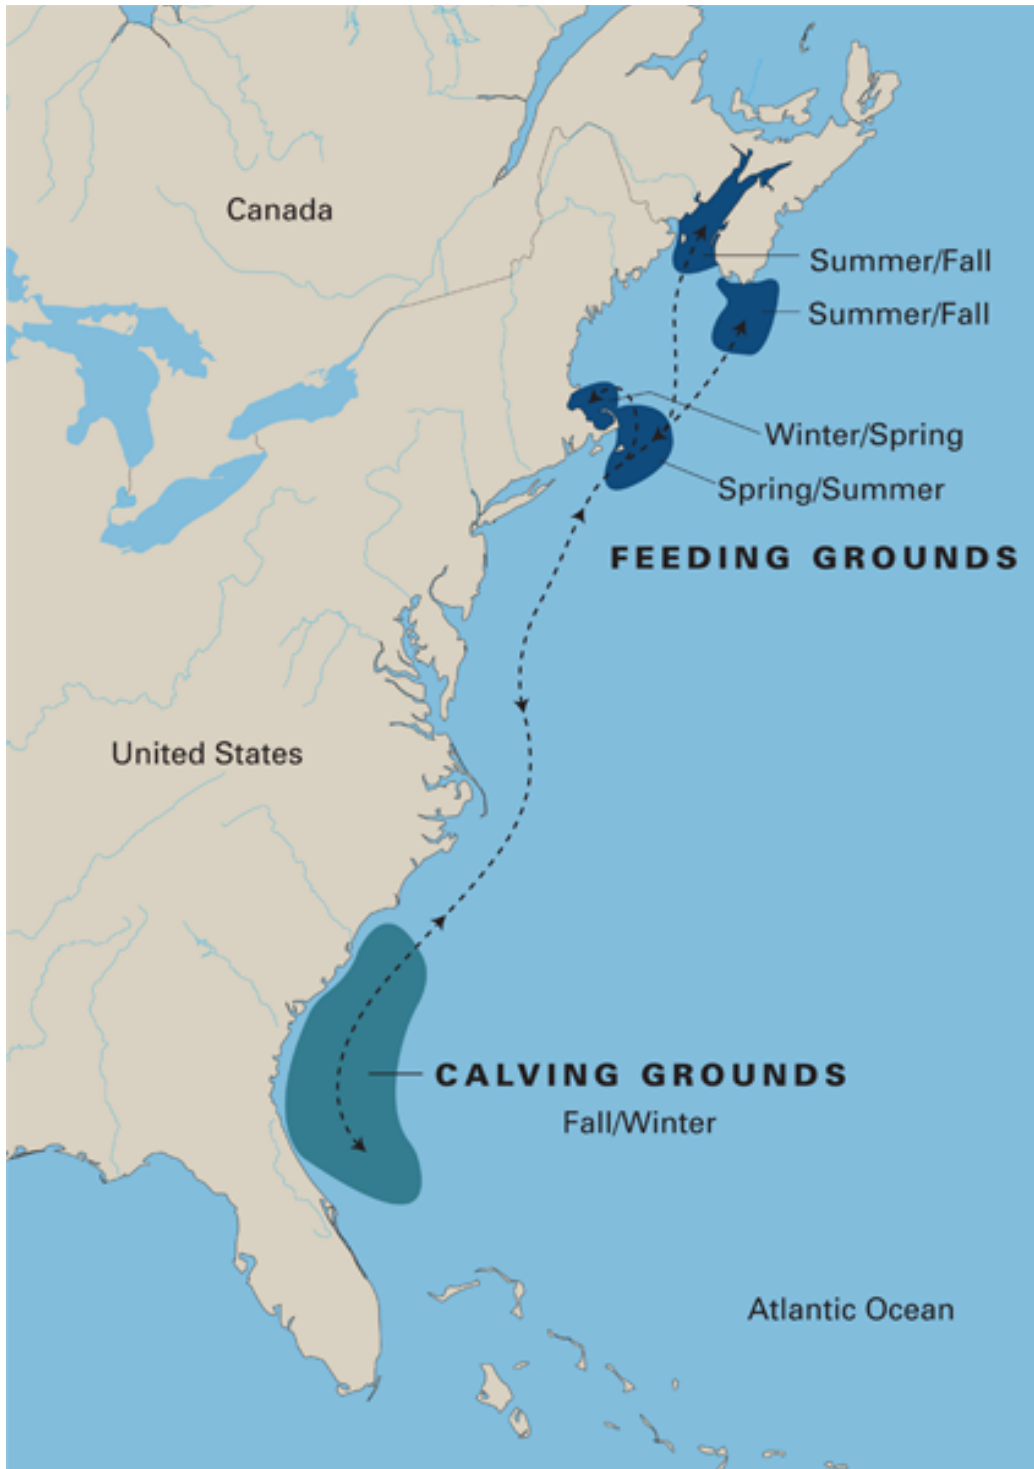 Canada
Summer/Fall
Summer/Fall
Winter/Spring
Spring/Summer
FEEDING GROUNDS
United States
CALVING GROUNDS
Fall/Winter
Atlantic Ocean